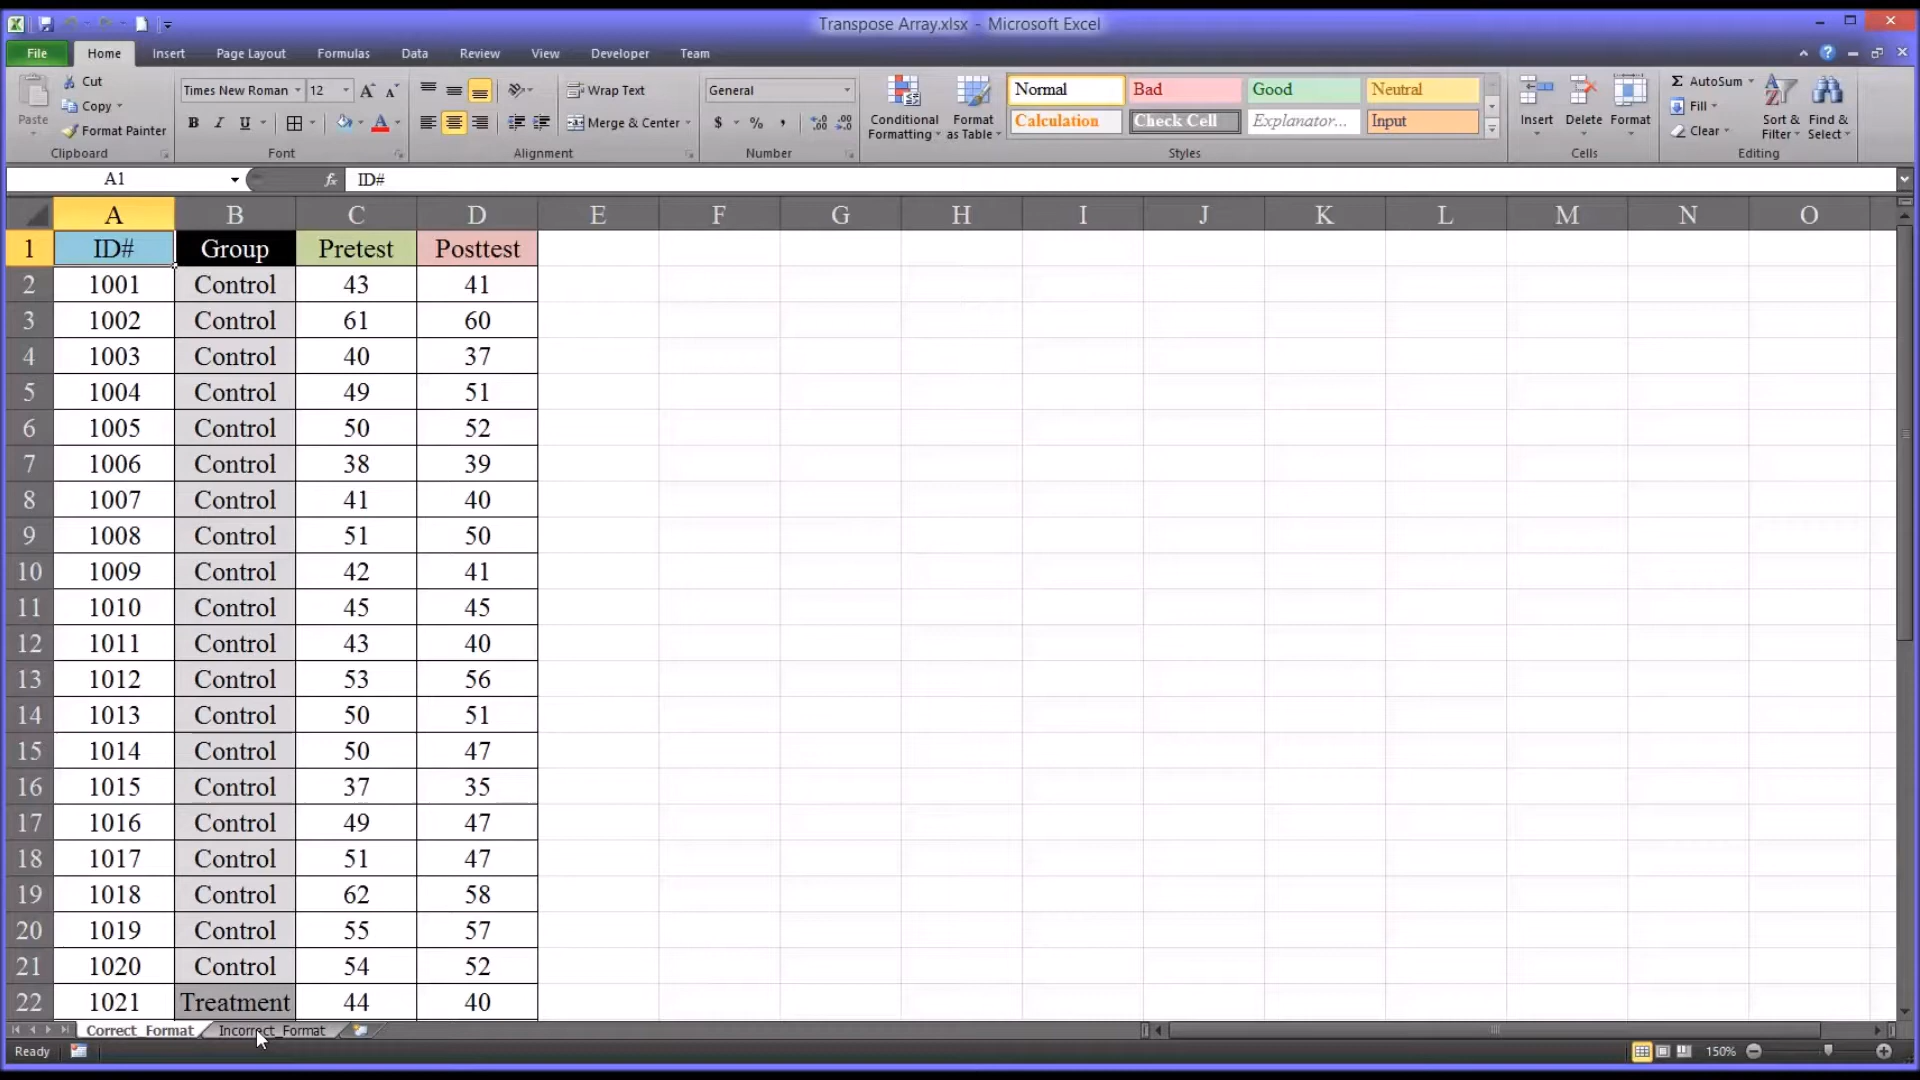 Transpose Array.xlsx - Microsoft Excel
File Home Insert Page Layout Formulas Data Review View Developer Team
Cut
Copy
Format Painter
Paste
Clipboard
Times New Roman 12
B I U
Font
Wrap Text
Merge & Center
Alignment
General
$ % ,
Number
Conditional Formatting
Format as Table
Normal Bad Good Neutral
Calculation Check Cell Explanator... Input
Styles
Insert Delete Format
Cells
AutoSum
Fill
Clear
Sort & Filter
Find & Select
Editing
A1 fx ID#
A B C D E F G H I J K L M N O
1 ID# Group Pretest Posttest
2 1001 Control 43 41
3 1002 Control 61 60
4 1003 Control 40 37
5 1004 Control 49 51
6 1005 Control 50 52
7 1006 Control 38 39
8 1007 Control 41 40
9 1008 Control 51 50
10 1009 Control 42 41
11 1010 Control 45 45
12 1011 Control 43 40
13 1012 Control 53 56
14 1013 Control 50 51
15 1014 Control 50 47
16 1015 Control 37 35
17 1016 Control 49 47
18 1017 Control 51 47
19 1018 Control 62 58
20 1019 Control 55 57
21 1020 Control 54 52
22 1021 Treatment 44 40
Correct_Format Incorrect_Format
Ready 150%